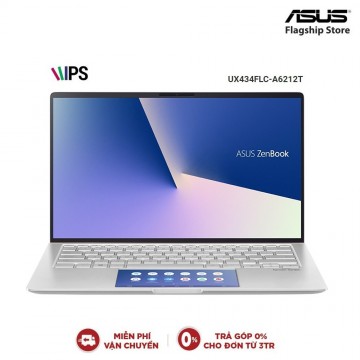 ASUS
Flagship Store
IPS
UX434FLC-A6212T
ASUS ZenBook
MIỄN PHÍ
VẬN CHUYỂN
0%
TRẢ GÓP 0%
CHO ĐƠN TỪ 3TR